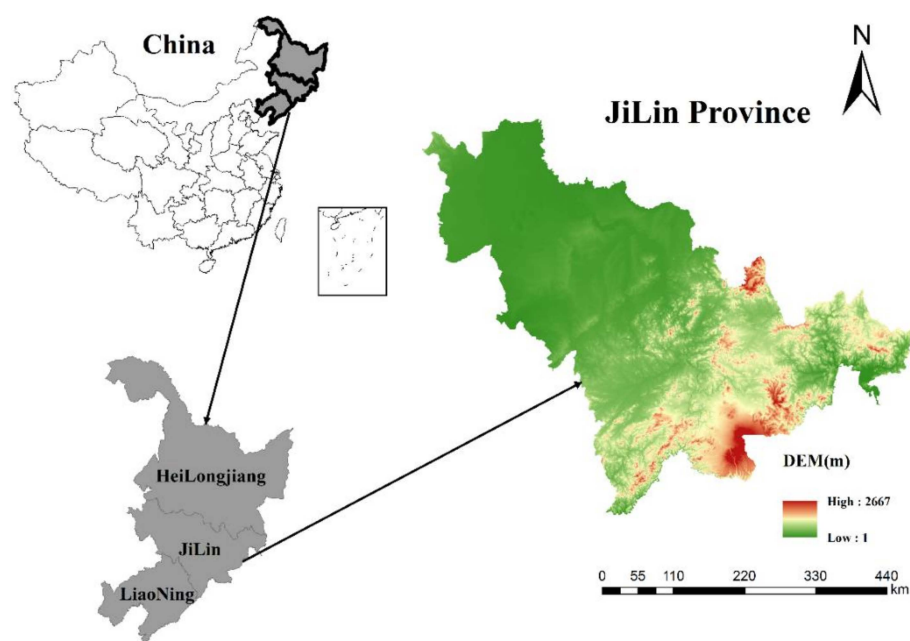 China
N
JiLin Province
HeiLongjiang
JiLin
LiaoNing
DEM(m)
High : 2667
Low : 1
0 55 110 220 330 440
km